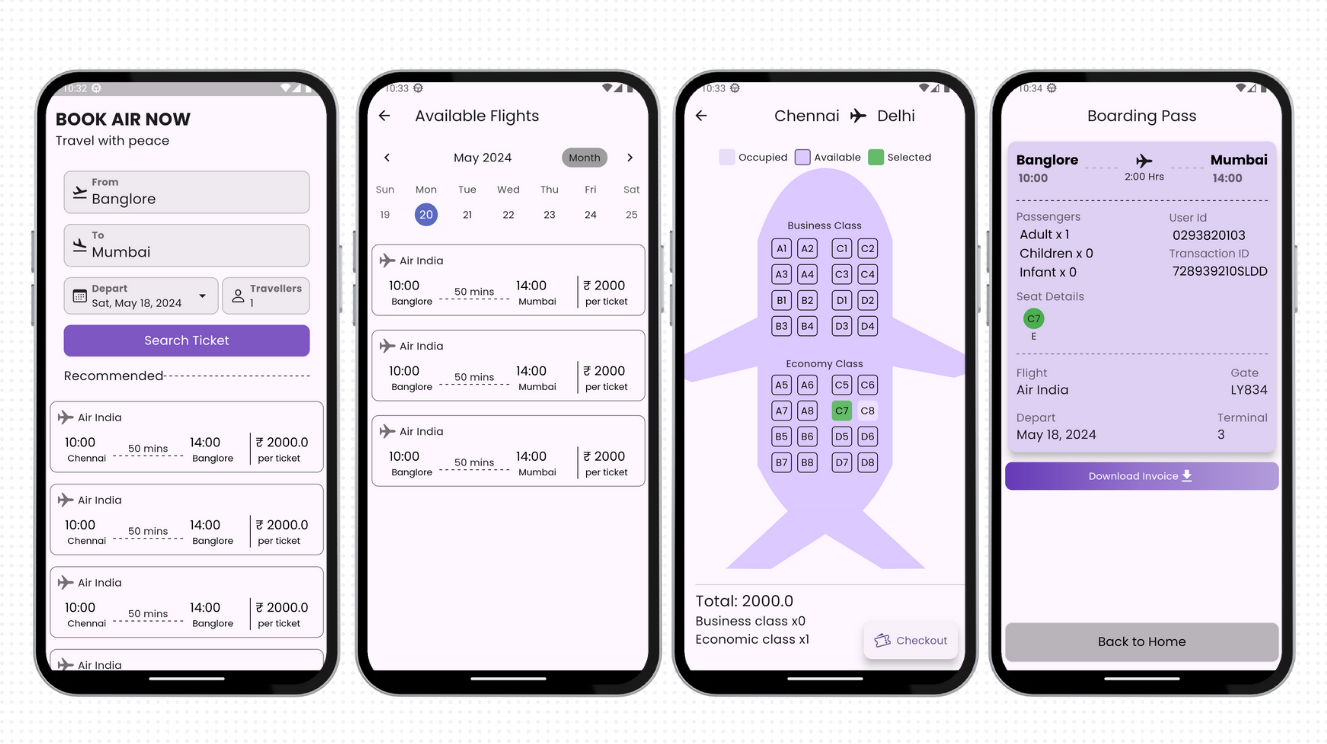 10:32
BOOK AIR NOW
Travel with peace
From
Banglore
To
Mumbai
Depart
Sat, May 18, 2024
Travellers
1
Search Ticket
Recommended
Air India
10:00 50 mins 14:00 ₹ 2000.0
Chennai Banglore per ticket
Air India
10:00 50 mins 14:00 ₹ 2000.0
Chennai Banglore per ticket
Air India
10:00 50 mins 14:00 ₹ 2000.0
Chennai Banglore per ticket
Air India
10:33
Available Flights
May 2024 Month
Sun Mon Tue Wed Thu Fri Sat
19 20 21 22 23 24 25
Air India
10:00 50 mins 14:00 ₹ 2000
Banglore Mumbai per ticket
Air India
10:00 50 mins 14:00 ₹ 2000
Banglore Mumbai per ticket
Air India
10:00 50 mins 14:00 ₹ 2000
Banglore Mumbai per ticket
10:33
Chennai Delhi
Occupied Available Selected
Business Class
A1 A2 C1 C2
A3 A4 C3 C4
B1 B2 D1 D2
B3 B4 D3 D4
Economy Class
A5 A6 C5 C6
A7 A8 C7 C8
B5 B6 D5 D6
B7 B8 D7 D8
Total: 2000.0
Business class x0
Economic class x1
Checkout
10:34
Boarding Pass
Banglore Mumbai
10:00 2:00 Hrs 14:00
Passengers User Id
Adult x 1 0293820103
Children x 0 Transaction ID
Infant x 0 728939210SLDD
Seat Details
C7
E
Flight Gate
Air India LY834
Depart Terminal
May 18, 2024 3
Download Invoice
Back to Home